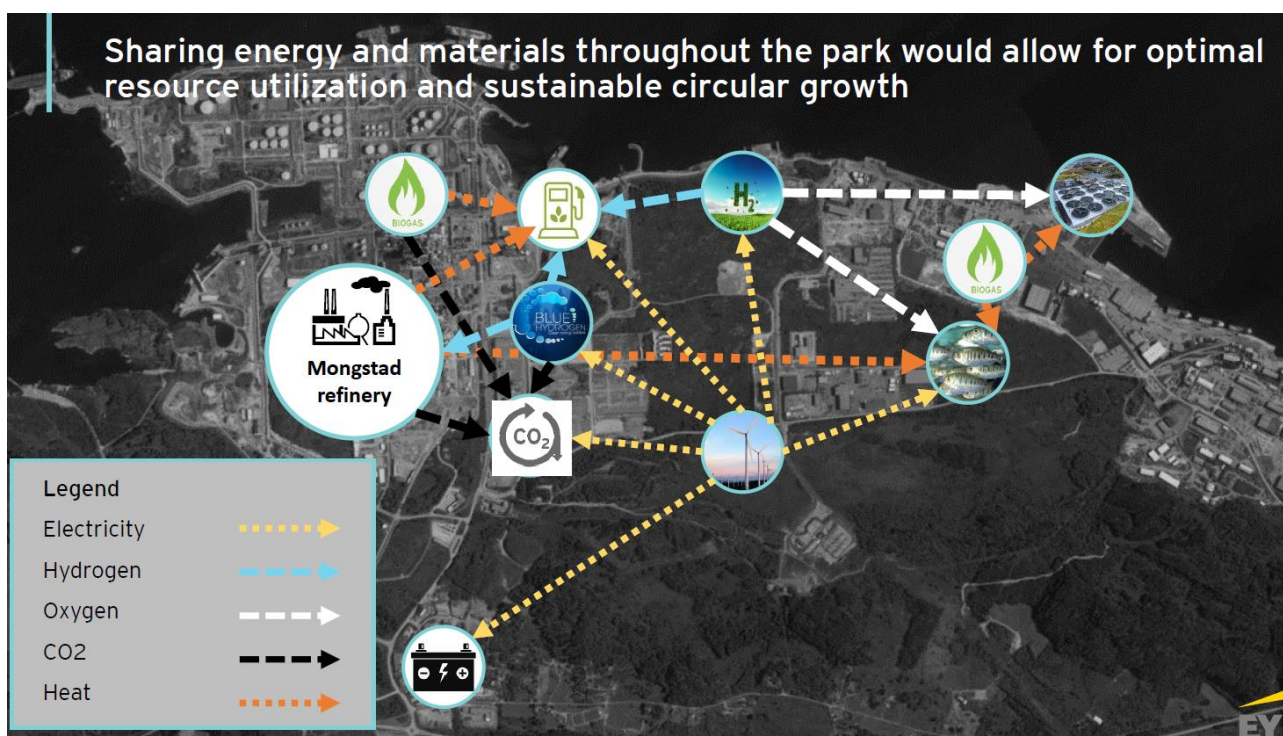 Sharing energy and materials throughout the park would allow for optimal
resource utilization and sustainable circular growth
BIOGAS
H2
BIOGAS
BLUE
HYDROGEN
Mongstad
refinery
CO2
Legend
Electricity
Hydrogen
Oxygen
CO2
Heat
EY